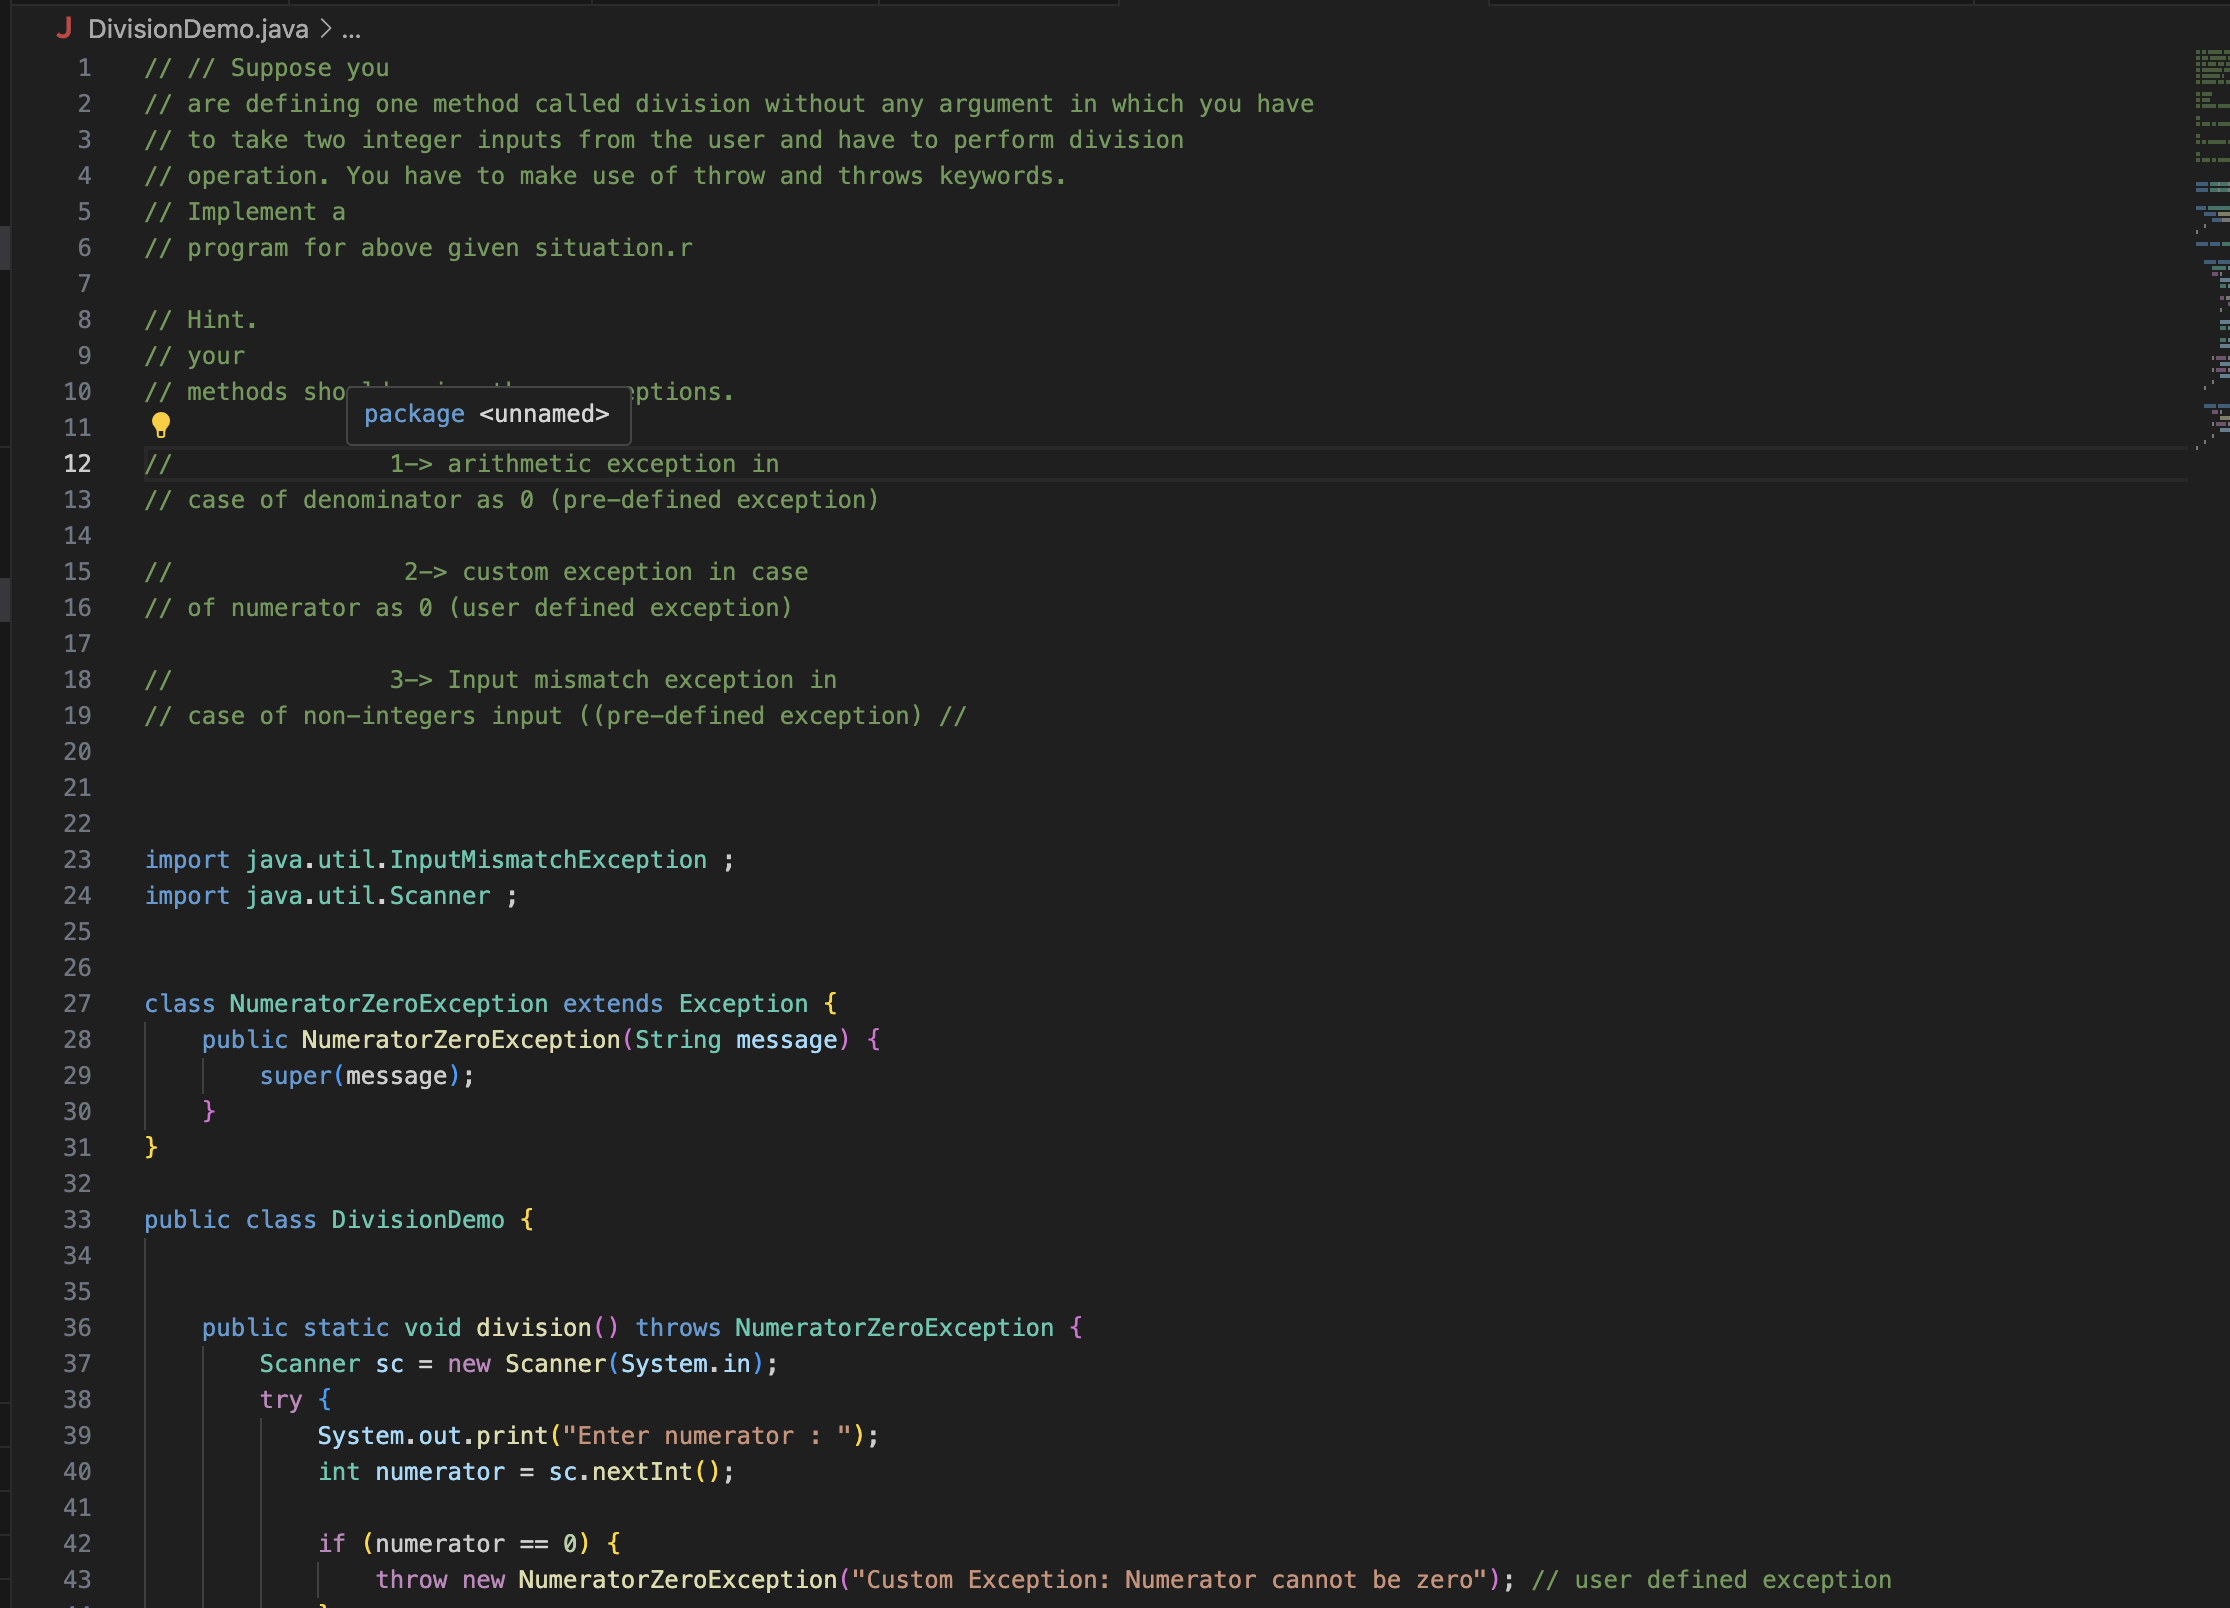 DivisionDemo.java > ...
1 // // Suppose you
2 // are defining one method called division without any argument in which you have
3 // to take two integer inputs from the user and have to perform division
4 // operation. You have to make use of throw and throws keywords.
5 // Implement a
6 // program for above given situation.r
7
8 // Hint.
9 // your
10 // methods sho ptions.
package <unnamed>
11
12 // 1-> arithmetic exception in
13 // case of denominator as 0 (pre-defined exception)
14
15 // 2-> custom exception in case
16 // of numerator as 0 (user defined exception)
17
18 // 3-> Input mismatch exception in
19 // case of non-integers input ((pre-defined exception) //
20
21
22
23 import java.util.InputMismatchException ;
24 import java.util.Scanner ;
25
26
27 class NumeratorZeroException extends Exception {
28 public NumeratorZeroException(String message) {
29 super(message);
30 }
31 }
32
33 public class DivisionDemo {
34
35
36 public static void division() throws NumeratorZeroException {
37 Scanner sc = new Scanner(System.in);
38 try {
39 System.out.print("Enter numerator : ");
40 int numerator = sc.nextInt();
41
42 if (numerator == 0) {
43 throw new NumeratorZeroException("Custom Exception: Numerator cannot be zero"); // user defined exception